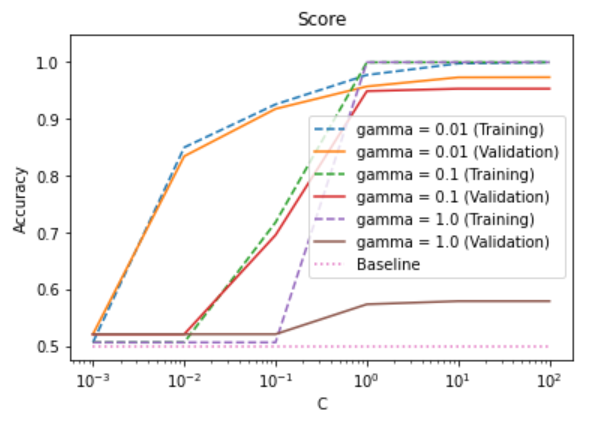 Score
Accuracy
1.0
0.9
0.8
0.7
0.6
0.5
gamma = 0.01 (Training)
gamma = 0.01 (Validation)
gamma = 0.1 (Training)
gamma = 0.1 (Validation)
gamma = 1.0 (Training)
gamma = 1.0 (Validation)
Baseline
10⁻³ 10⁻² 10⁻¹ 10⁰ 10¹ 10²
C